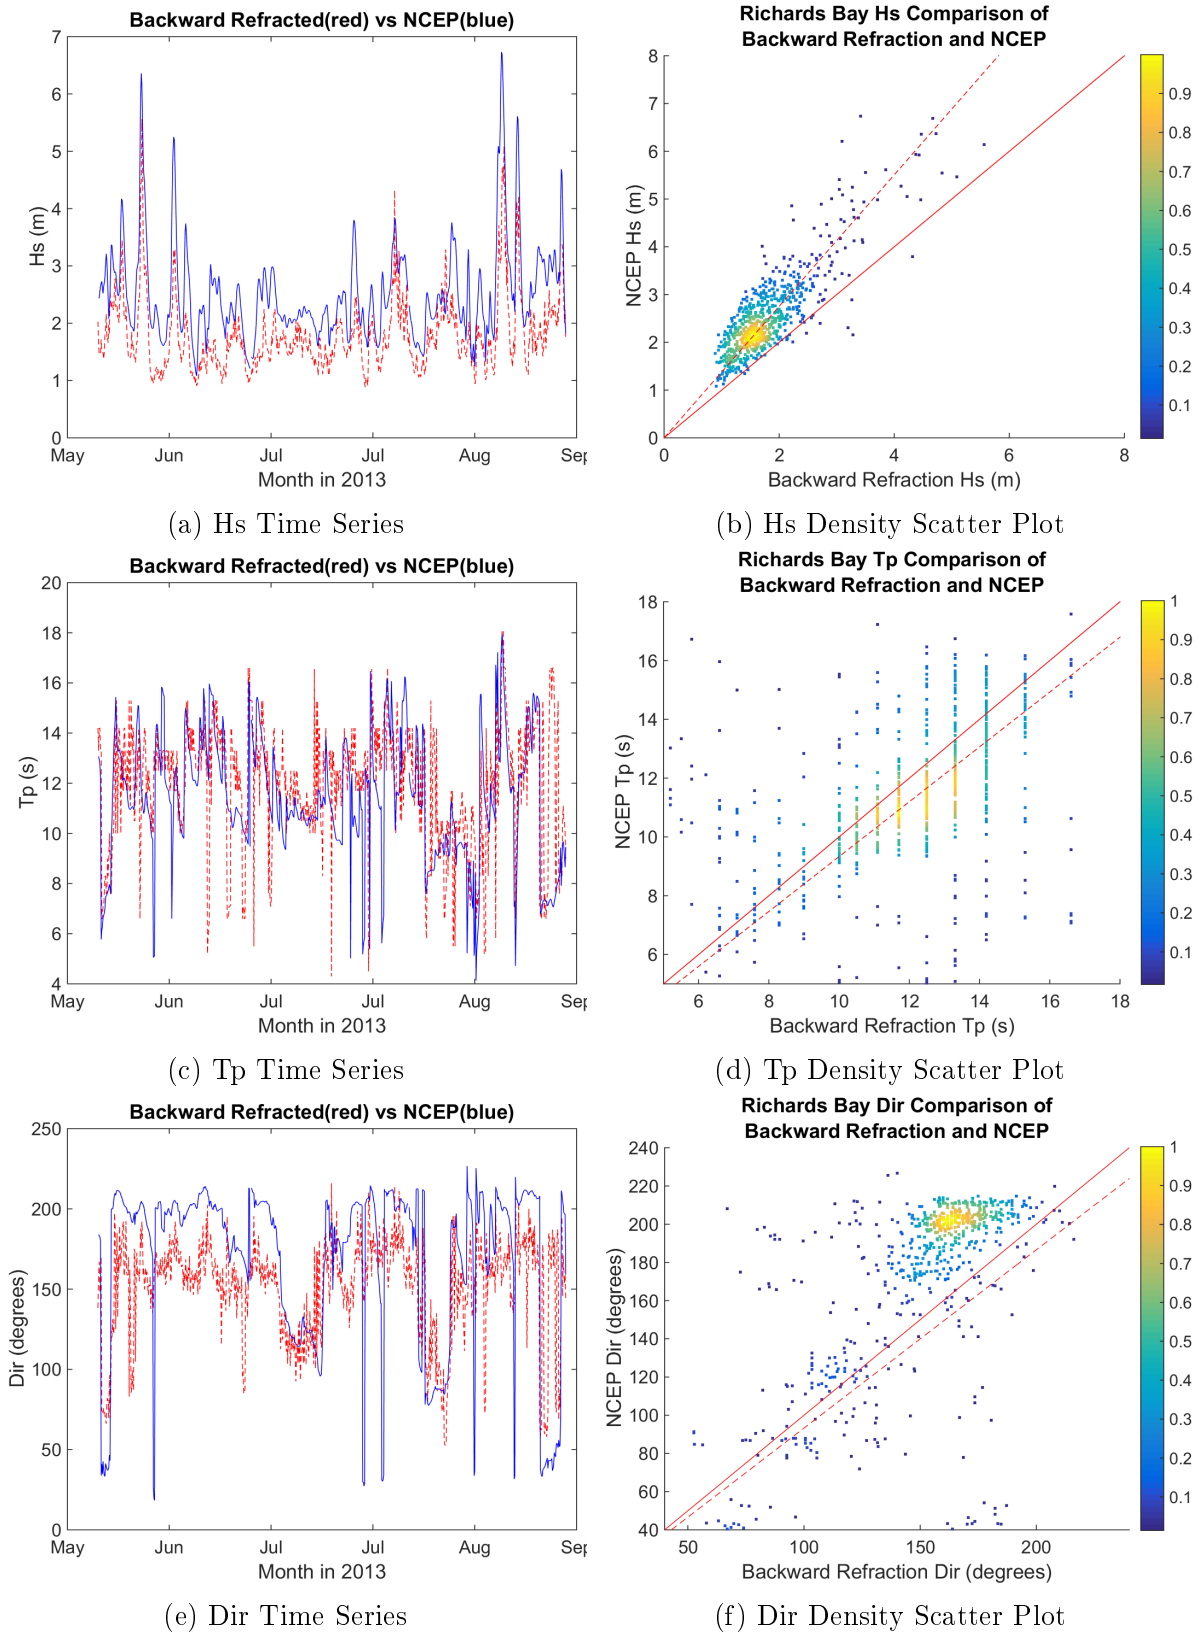 Backward Refracted(red) vs NCEP(blue)
7
6
5
4
3
2
1
0
Hs (m)
May Jun Jul Jul Aug Sep
Month in 2013
(a) Hs Time Series
Richards Bay Hs Comparison of
Backward Refraction and NCEP
8
7
6
5
4
3
2
1
0
NCEP Hs (m)
0 2 4 6 8
Backward Refraction Hs (m)
0.9
0.8
0.7
0.6
0.5
0.4
0.3
0.2
0.1
(b) Hs Density Scatter Plot
Backward Refracted(red) vs NCEP(blue)
20
18
16
14
12
10
8
6
4
Tp (s)
May Jun Jul Jul Aug Sep
Month in 2013
(c) Tp Time Series
Richards Bay Tp Comparison of
Backward Refraction and NCEP
18
16
14
12
10
8
6
NCEP Tp (s)
6 8 10 12 14 16 18
Backward Refraction Tp (s)
1
0.9
0.8
0.7
0.6
0.5
0.4
0.3
0.2
0.1
(d) Tp Density Scatter Plot
Backward Refracted(red) vs NCEP(blue)
250
200
150
100
50
0
Dir (degrees)
May Jun Jul Jul Aug Sep
Month in 2013
(e) Dir Time Series
Richards Bay Dir Comparison of
Backward Refraction and NCEP
240
220
200
180
160
140
120
100
80
60
40
NCEP Dir (degrees)
50 100 150 200
Backward Refraction Dir (degrees)
1
0.9
0.8
0.7
0.6
0.5
0.4
0.3
0.2
0.1
(f) Dir Density Scatter Plot